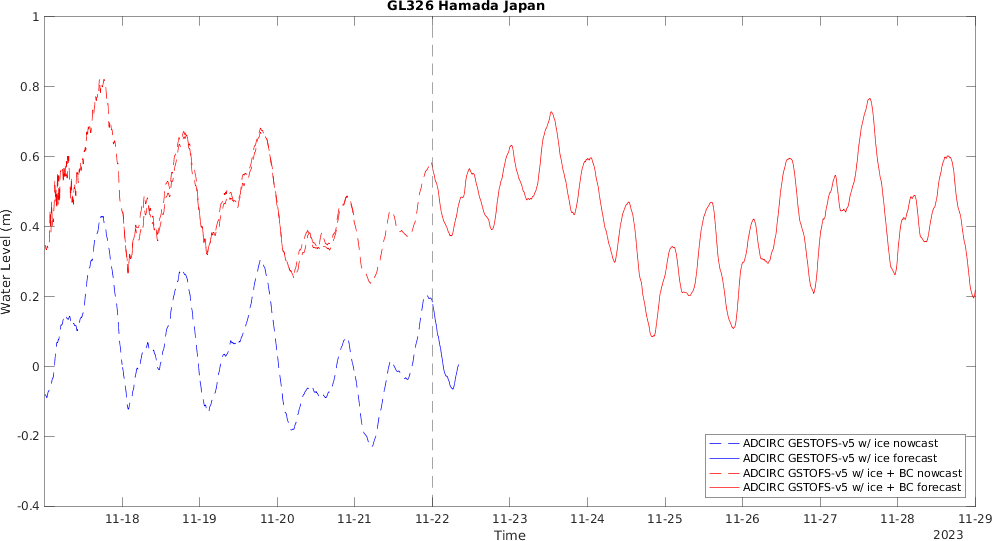 GL326 Hamada Japan
1
0.8
0.6
0.4
0.2
0
-0.2
-0.4
Water Level (m)
ADCIRC GESTOFS-v5 w/ ice nowcast
ADCIRC GESTOFS-v5 w/ ice forecast
ADCIRC GSTOFS-v5 w/ ice + BC nowcast
ADCIRC GSTOFS-v5 w/ ice + BC forecast
11-18 11-19 11-20 11-21 11-22 11-23 11-24 11-25 11-26 11-27 11-28 11-29
Time
2023